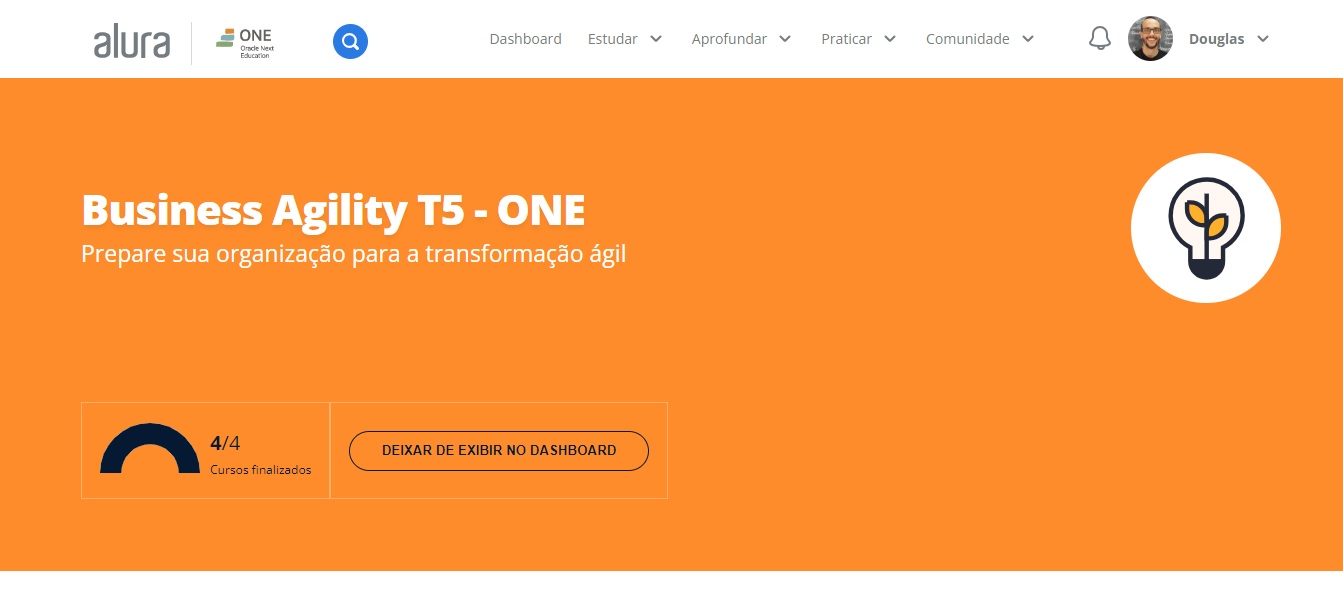 alura
ONE
Oracle Next
Education
Dashboard Estudar Aprofundar Praticar Comunidade Douglas
Business Agility T5 - ONE
Prepare sua organização para a transformação ágil
4/4
Cursos finalizados
DEIXAR DE EXIBIR NO DASHBOARD